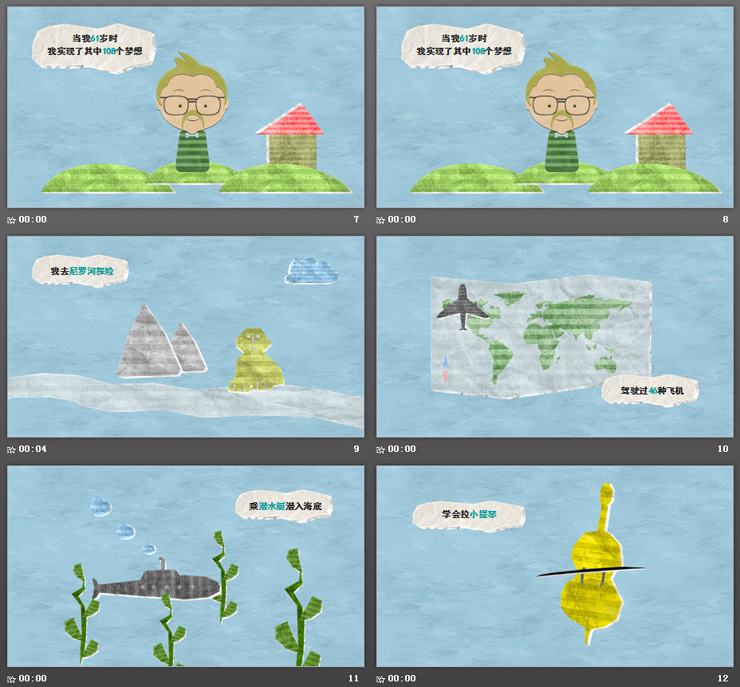 当我61岁时
我实现了其中108个梦想
00:00
7
当我61岁时
我实现了其中108个梦想
00:00
8
我去尼罗河探险
00:04
9
驾驶过46种飞机
00:00
10
乘潜水艇潜入海底
00:00
11
学会拉小提琴
00:00
12